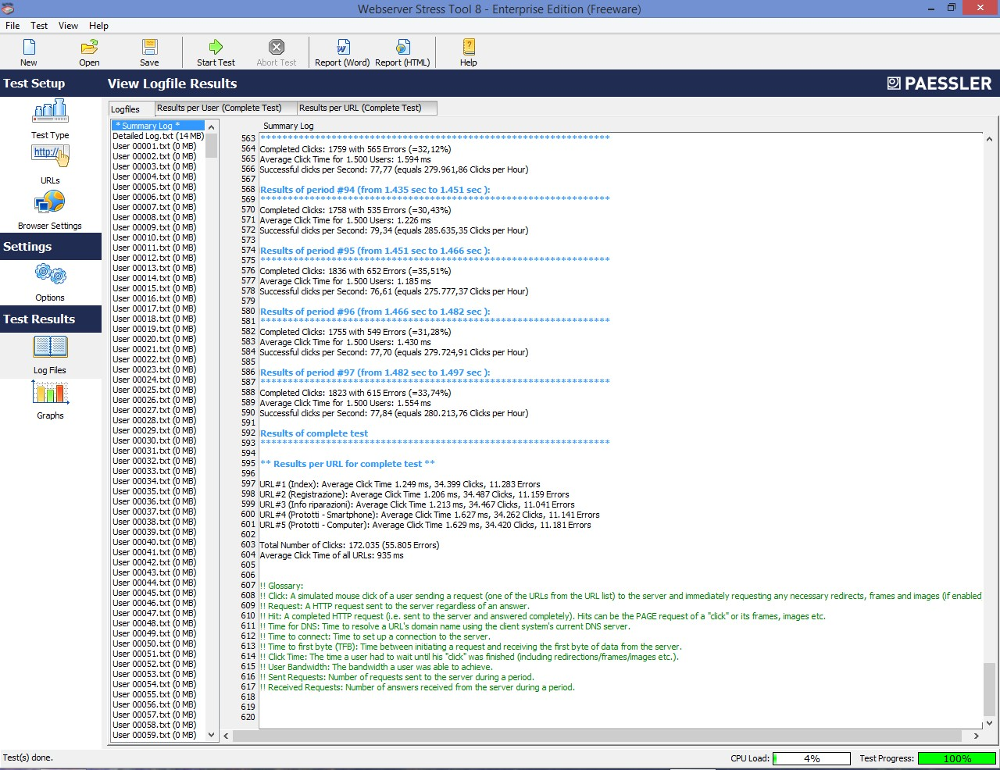 Webserver Stress Tool 8 - Enterprise Edition (Freeware)
File Test View Help
New Open Save Start Test Abort Test Report (Word) Report (HTML) Help
Test Setup
View Logfile Results
PAESSLER
Test Type
http://
URLs
Browser Settings
Settings
Options
Test Results
Log Files
Graphs
Logfiles Results per User (Complete Test) Results per URL (Complete Test)
* Summary Log *
Detailed Log.txt (14 MB)
User 00001.txt (0 MB)
User 00002.txt (0 MB)
User 00003.txt (0 MB)
User 00004.txt (0 MB)
User 00005.txt (0 MB)
User 00006.txt (0 MB)
User 00007.txt (0 MB)
User 00008.txt (0 MB)
User 00009.txt (0 MB)
User 00010.txt (0 MB)
User 00011.txt (0 MB)
User 00012.txt (0 MB)
User 00013.txt (0 MB)
User 00014.txt (0 MB)
User 00015.txt (0 MB)
User 00016.txt (0 MB)
User 00017.txt (0 MB)
User 00018.txt (0 MB)
User 00019.txt (0 MB)
User 00020.txt (0 MB)
User 00021.txt (0 MB)
User 00022.txt (0 MB)
User 00023.txt (0 MB)
User 00024.txt (0 MB)
User 00025.txt (0 MB)
User 00026.txt (0 MB)
User 00027.txt (0 MB)
User 00028.txt (0 MB)
User 00029.txt (0 MB)
User 00030.txt (0 MB)
User 00031.txt (0 MB)
User 00032.txt (0 MB)
User 00033.txt (0 MB)
User 00034.txt (0 MB)
User 00035.txt (0 MB)
User 00036.txt (0 MB)
User 00037.txt (0 MB)
User 00038.txt (0 MB)
User 00039.txt (0 MB)
User 00040.txt (0 MB)
User 00041.txt (0 MB)
User 00042.txt (0 MB)
User 00043.txt (0 MB)
User 00044.txt (0 MB)
User 00045.txt (0 MB)
User 00046.txt (0 MB)
User 00047.txt (0 MB)
User 00048.txt (0 MB)
User 00049.txt (0 MB)
User 00050.txt (0 MB)
User 00051.txt (0 MB)
User 00052.txt (0 MB)
User 00053.txt (0 MB)
User 00054.txt (0 MB)
User 00055.txt (0 MB)
User 00056.txt (0 MB)
User 00057.txt (0 MB)
User 00058.txt (0 MB)
User 00059.txt (0 MB)
Summary Log
563 ****************************************************************
564 Completed Clicks: 1759 with 565 Errors (=32,12%)
565 Average Click Time for 1.500 Users: 1.594 ms
566 Successful clicks per Second: 77,77 (equals 279.961,86 Clicks per Hour)
567
568 Results of period #94 (from 1.435 sec to 1.451 sec ):
569 ****************************************************************
570 Completed Clicks: 1758 with 535 Errors (=30,43%)
571 Average Click Time for 1.500 Users: 1.226 ms
572 Successful clicks per Second: 79,34 (equals 285.635,35 Clicks per Hour)
573
574 Results of period #95 (from 1.451 sec to 1.466 sec ):
575 ****************************************************************
576 Completed Clicks: 1836 with 652 Errors (=35,51%)
577 Average Click Time for 1.500 Users: 1.185 ms
578 Successful clicks per Second: 76,61 (equals 275.777,37 Clicks per Hour)
579
580 Results of period #96 (from 1.466 sec to 1.482 sec ):
581 ****************************************************************
582 Completed Clicks: 1755 with 549 Errors (=31,28%)
583 Average Click Time for 1.500 Users: 1.430 ms
584 Successful clicks per Second: 77,70 (equals 279.724,91 Clicks per Hour)
585
586 Results of period #97 (from 1.482 sec to 1.497 sec ):
587 ****************************************************************
588 Completed Clicks: 1823 with 615 Errors (=33,74%)
589 Average Click Time for 1.500 Users: 1.554 ms
590 Successful clicks per Second: 77,84 (equals 280.213,76 Clicks per Hour)
591
592 Results of complete test
593 ****************************************************************
594
595 ** Results per URL for complete test **
596
597 URL#1 (Index): Average Click Time 1.249 ms, 34.399 Clicks, 11.283 Errors
598 URL#2 (Registrazione): Average Click Time 1.206 ms, 34.487 Clicks, 11.159 Errors
599 URL#3 (Info riparazioni): Average Click Time 1.213 ms, 34.467 Clicks, 11.041 Errors
600 URL#4 (Prototti - Smartphone): Average Click Time 1.627 ms, 34.262 Clicks, 11.141 Errors
601 URL#5 (Prototti - Computer): Average Click Time 1.629 ms, 34.420 Clicks, 11.181 Errors
602
603 Total Number of Clicks: 172.035 (55.805 Errors)
604 Average Click Time of all URLs: 935 ms
605
606
607 !! Glossary:
608 !! Click: A simulated mouse click of a user sending a request (one of the URLs from the URL list) to the server and immediately requesting any necessary redirects, frames and images (if enabled
609 !! Request: A HTTP request sent to the server regardless of an answer.
610 !! Hit: A completed HTTP request (i.e. sent to the server and answered completely). Hits can be the PAGE request of a "click" or its frames, images etc.
611 !! Time for DNS: Time to resolve a URL's domain name using the client system's current DNS server.
612 !! Time to connect: Time to set up a connection to the server.
613 !! Time to first byte (TFB): Time between initiating a request and receiving the first byte of data from the server.
614 !! Click Time: The time a user had to wait until his "click" was finished (including redirections/frames/images etc.).
615 !! User Bandwidth: The bandwidth a user was able to achieve.
616 !! Sent Requests: Number of requests sent to the server during a period.
617 !! Received Requests: Number of answers received from the server during a period.
618
619
620
Test(s) done.
CPU Load: 4% Test Progress: 100%